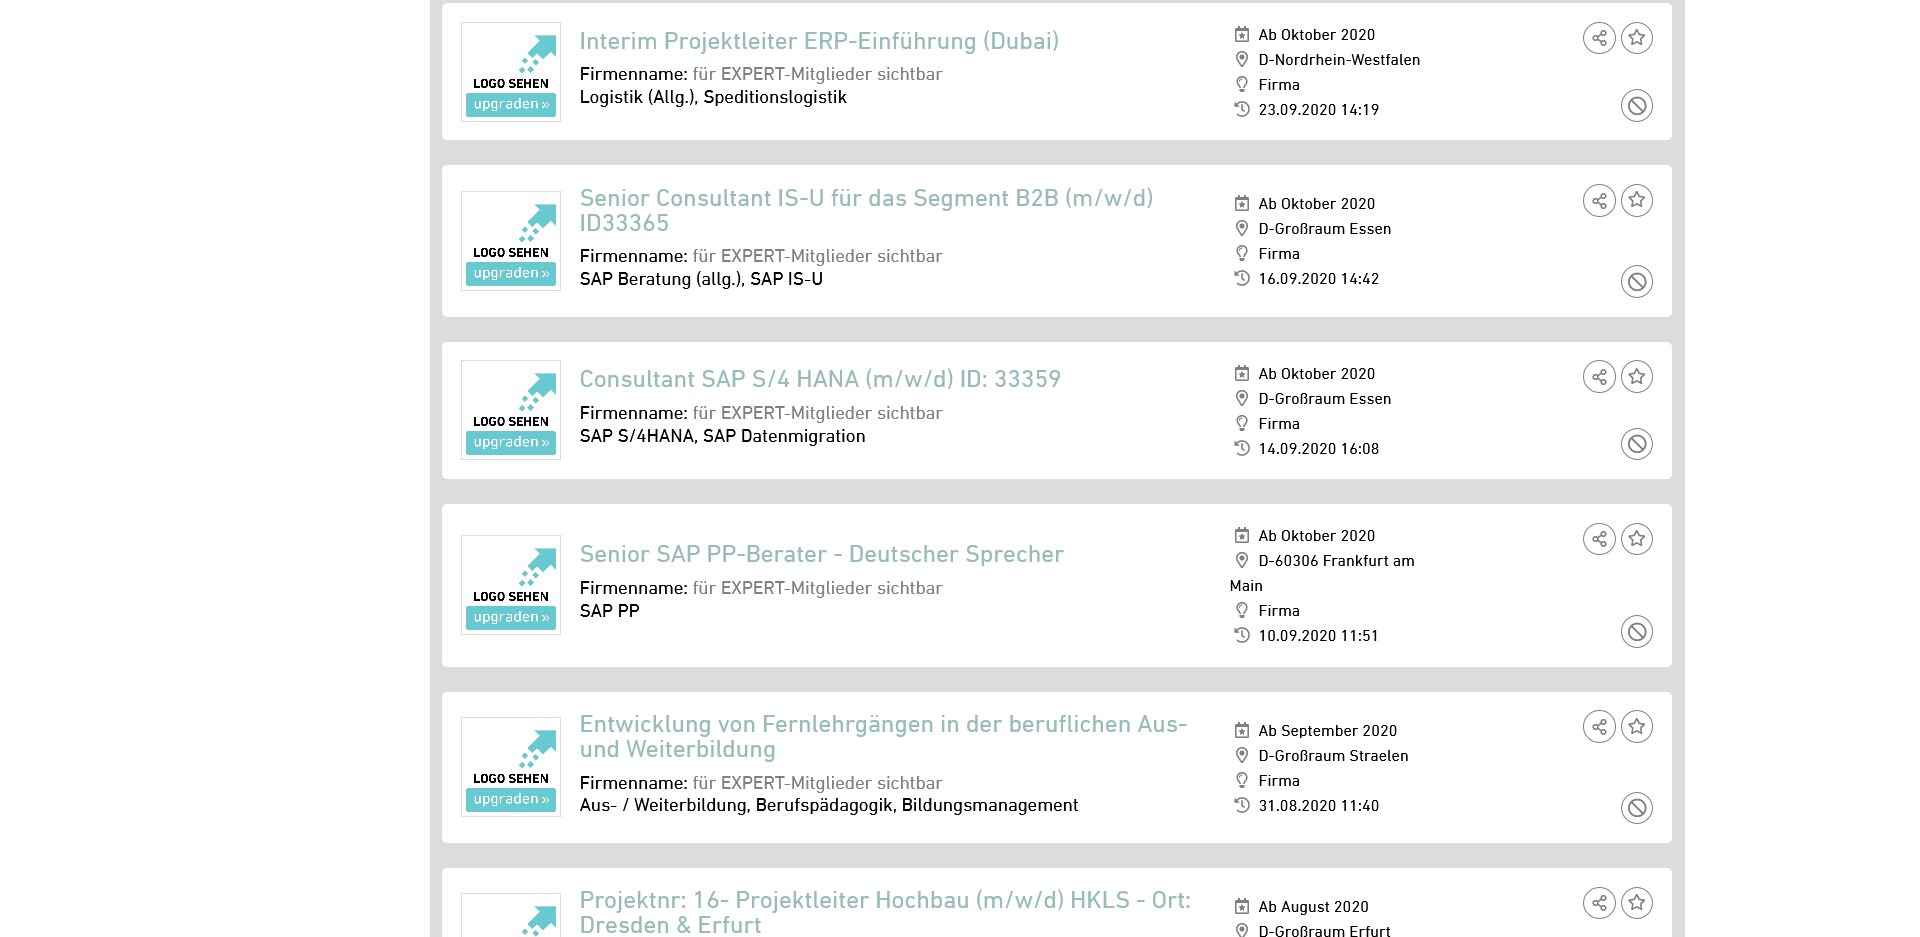 Interim Projektleiter ERP-Einführung (Dubai)
Firmenname: für EXPERT-Mitglieder sichtbar
Logistik (Allg.), Speditionslogistik
LOGO SEHEN
upgraden »
Ab Oktober 2020
D-Nordrhein-Westfalen
Firma
23.09.2020 14:19
Senior Consultant IS-U für das Segment B2B (m/w/d)
ID33365
Firmenname: für EXPERT-Mitglieder sichtbar
SAP Beratung (allg.), SAP IS-U
LOGO SEHEN
upgraden »
Ab Oktober 2020
D-Großraum Essen
Firma
16.09.2020 14:42
Consultant SAP S/4 HANA (m/w/d) ID: 33359
Firmenname: für EXPERT-Mitglieder sichtbar
SAP S/4HANA, SAP Datenmigration
LOGO SEHEN
upgraden »
Ab Oktober 2020
D-Großraum Essen
Firma
14.09.2020 16:08
Senior SAP PP-Berater - Deutscher Sprecher
Firmenname: für EXPERT-Mitglieder sichtbar
SAP PP
LOGO SEHEN
upgraden »
Ab Oktober 2020
D-60306 Frankfurt am
Main
Firma
10.09.2020 11:51
Entwicklung von Fernlehrgängen in der beruflichen Aus-
und Weiterbildung
Firmenname: für EXPERT-Mitglieder sichtbar
Aus- / Weiterbildung, Berufspädagogik, Bildungsmanagement
LOGO SEHEN
upgraden »
Ab September 2020
D-Großraum Straelen
Firma
31.08.2020 11:40
Projektnr: 16- Projektleiter Hochbau (m/w/d) HKLS - Ort:
Dresden & Erfurt
Ab August 2020
D-Großraum Erfurt